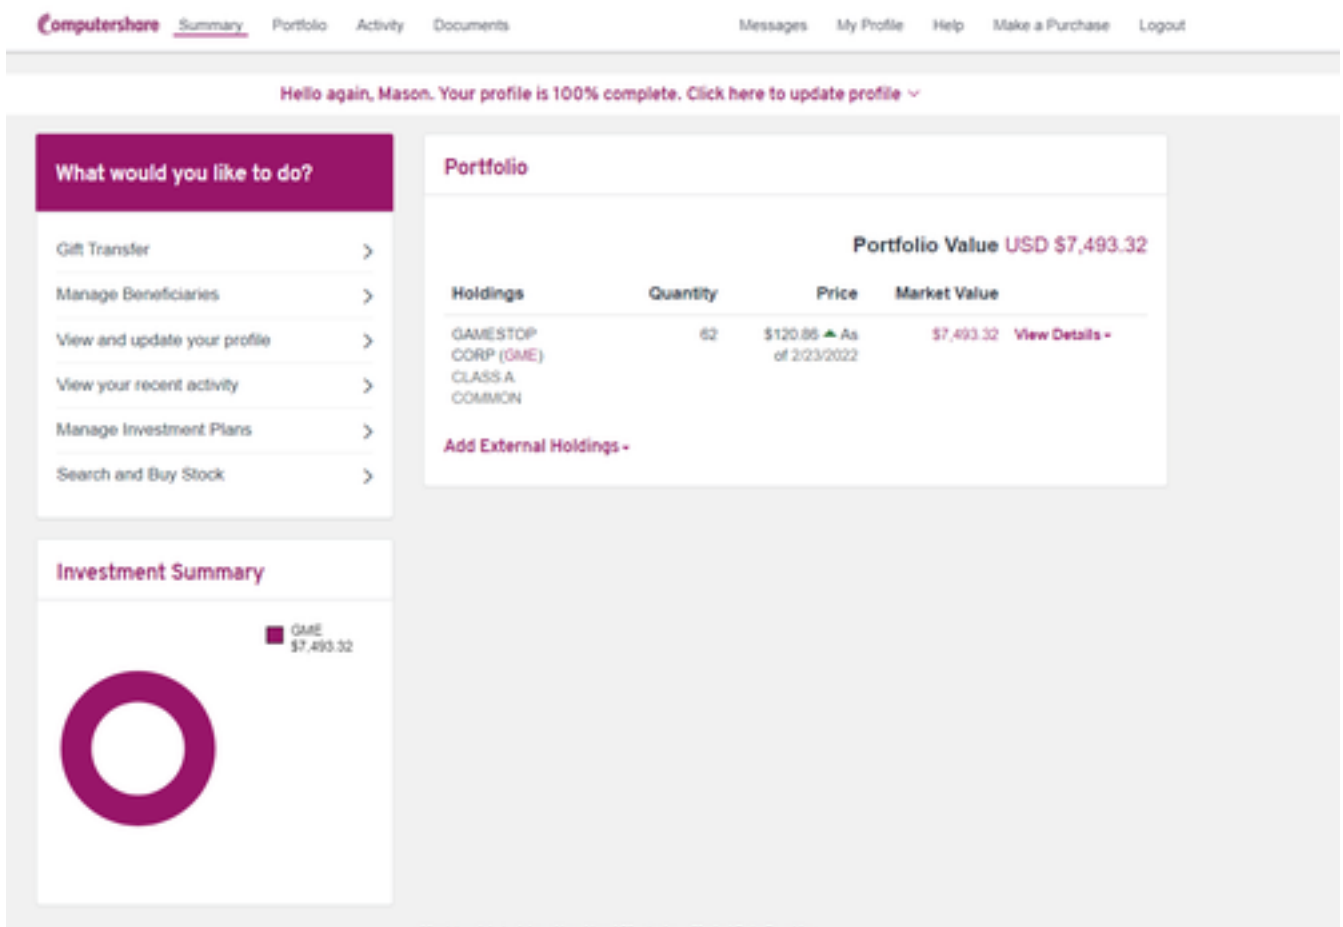 Computershare Summary Portfolio Activity Documents Messages My Profile Help Make a Purchase Logout
Hello again, Mason. Your profile is 100% complete. Click here to update profile
What would you like to do?
Gift Transfer
Manage Beneficiaries
View and update your profile
View your recent activity
Manage Investment Plans
Search and Buy Stock
Portfolio
Portfolio Value USD $7,493.32
Holdings Quantity Price Market Value
GAMESTOP 62 $120.86 As $7,493.32 View Details
CORP (GME) of 2/23/2022
CLASS A
COMMON
Add External Holdings
Investment Summary
GME
$7,493.32